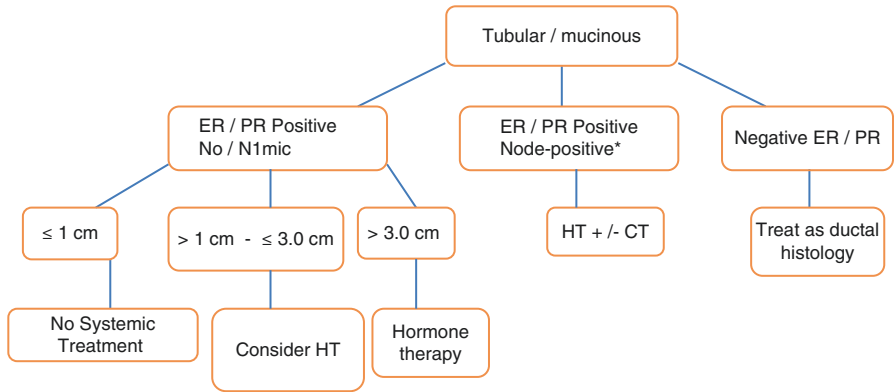 Tubular / mucinous
ER / PR Positive
No / N1mic
ER / PR Positive
Node-positive*
Negative ER / PR
≤ 1 cm
> 1 cm - ≤ 3.0 cm
> 3.0 cm
HT + /- CT
Treat as ductal
histology
No Systemic
Treatment
Consider HT
Hormone
therapy